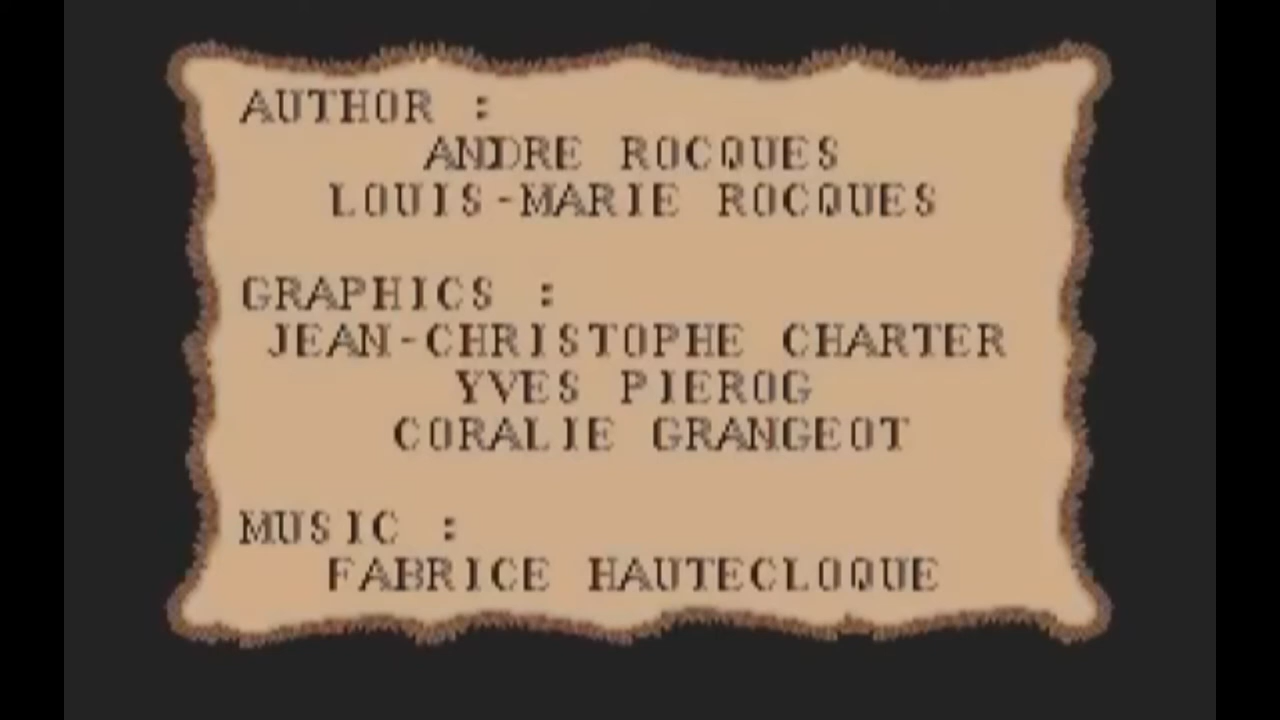 AUTHOR :
ANDRE ROCQUES
LOUIS-MARIE ROCQUES
GRAPHICS :
JEAN-CHRISTOPHE CHARTER
YVES PIEROG
CORALIE GRANGEOT
MUSIC :
FABRICE HAUTECLOQUE